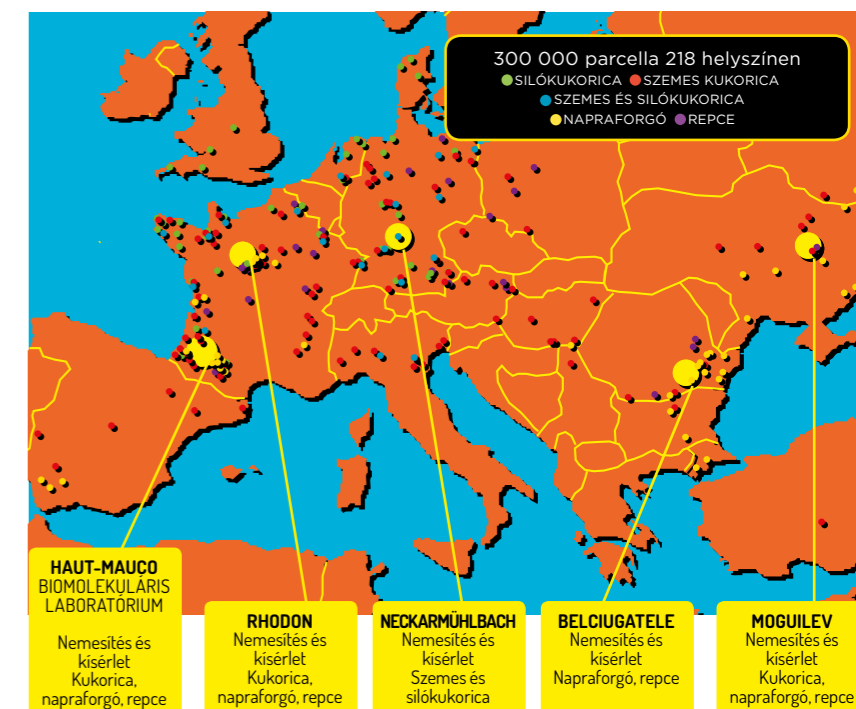 300 000 parcella 218 helyszínen
SILÓKUKORICA SZEMES KUKORICA
SZEMES ÉS SILÓKUKORICA
NAPRAFORGÓ REPCE
HAUT-MAUÇO
BIOMOLEKULÁRIS
LABORATÓRIUM
Nemesítés és
kísérlet
Kukorica,
napraforgó, repce
RHODON
Nemesítés és
kísérlet
Kukorica,
napraforgó, repce
NECKARMÜHLBACH
Nemesítés és
kísérlet
Szemes és
silókukorica
BELCIUGATELE
Nemesítés és
kísérlet
Napraforgó, repce
MOGUILEV
Nemesítés és
kísérlet
Kukorica,
napraforgó, repce